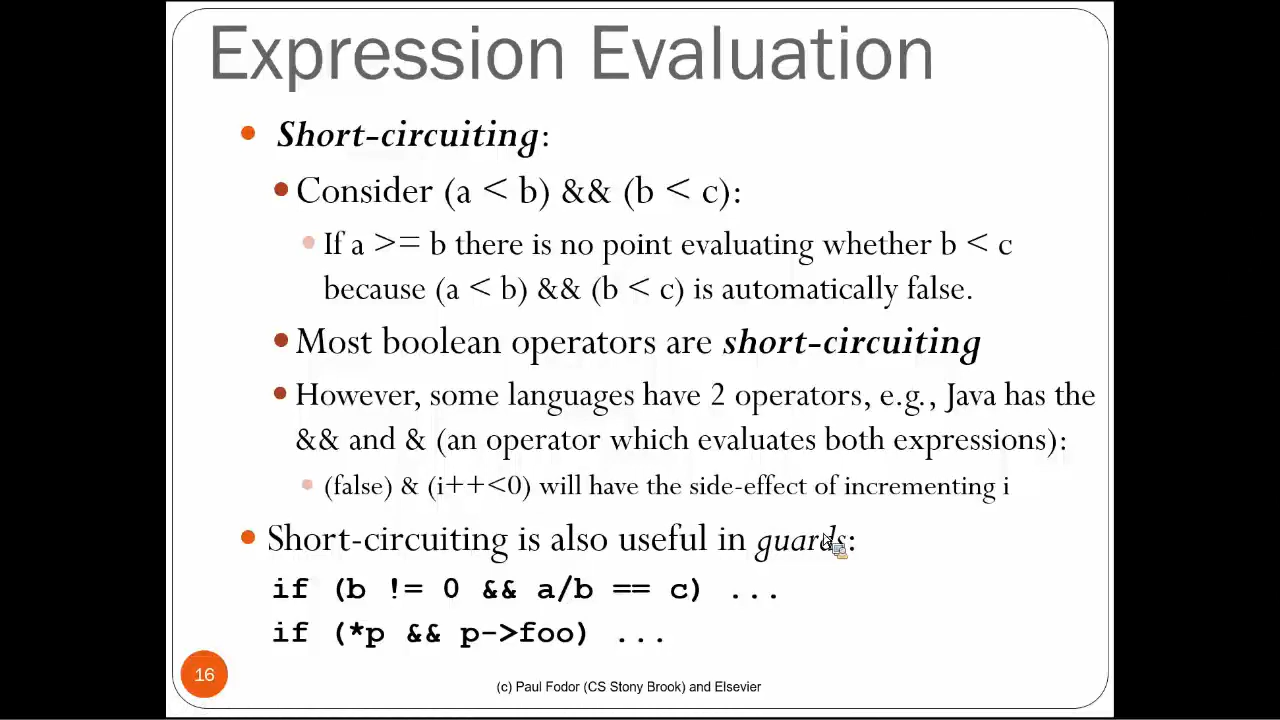 Expression Evaluation
Short-circuiting:
Consider (a < b) && (b < c):
If a >= b there is no point evaluating whether b < c
because (a < b) && (b < c) is automatically false.
Most boolean operators are short-circuiting
However, some languages have 2 operators, e.g., Java has the
&& and & (an operator which evaluates both expressions):
(false) & (i++<0) will have the side-effect of incrementing i
Short-circuiting is also useful in guards:
if (b != 0 && a/b == c) ...
if (*p && p->foo) ...
16
(c) Paul Fodor (CS Stony Brook) and Elsevier